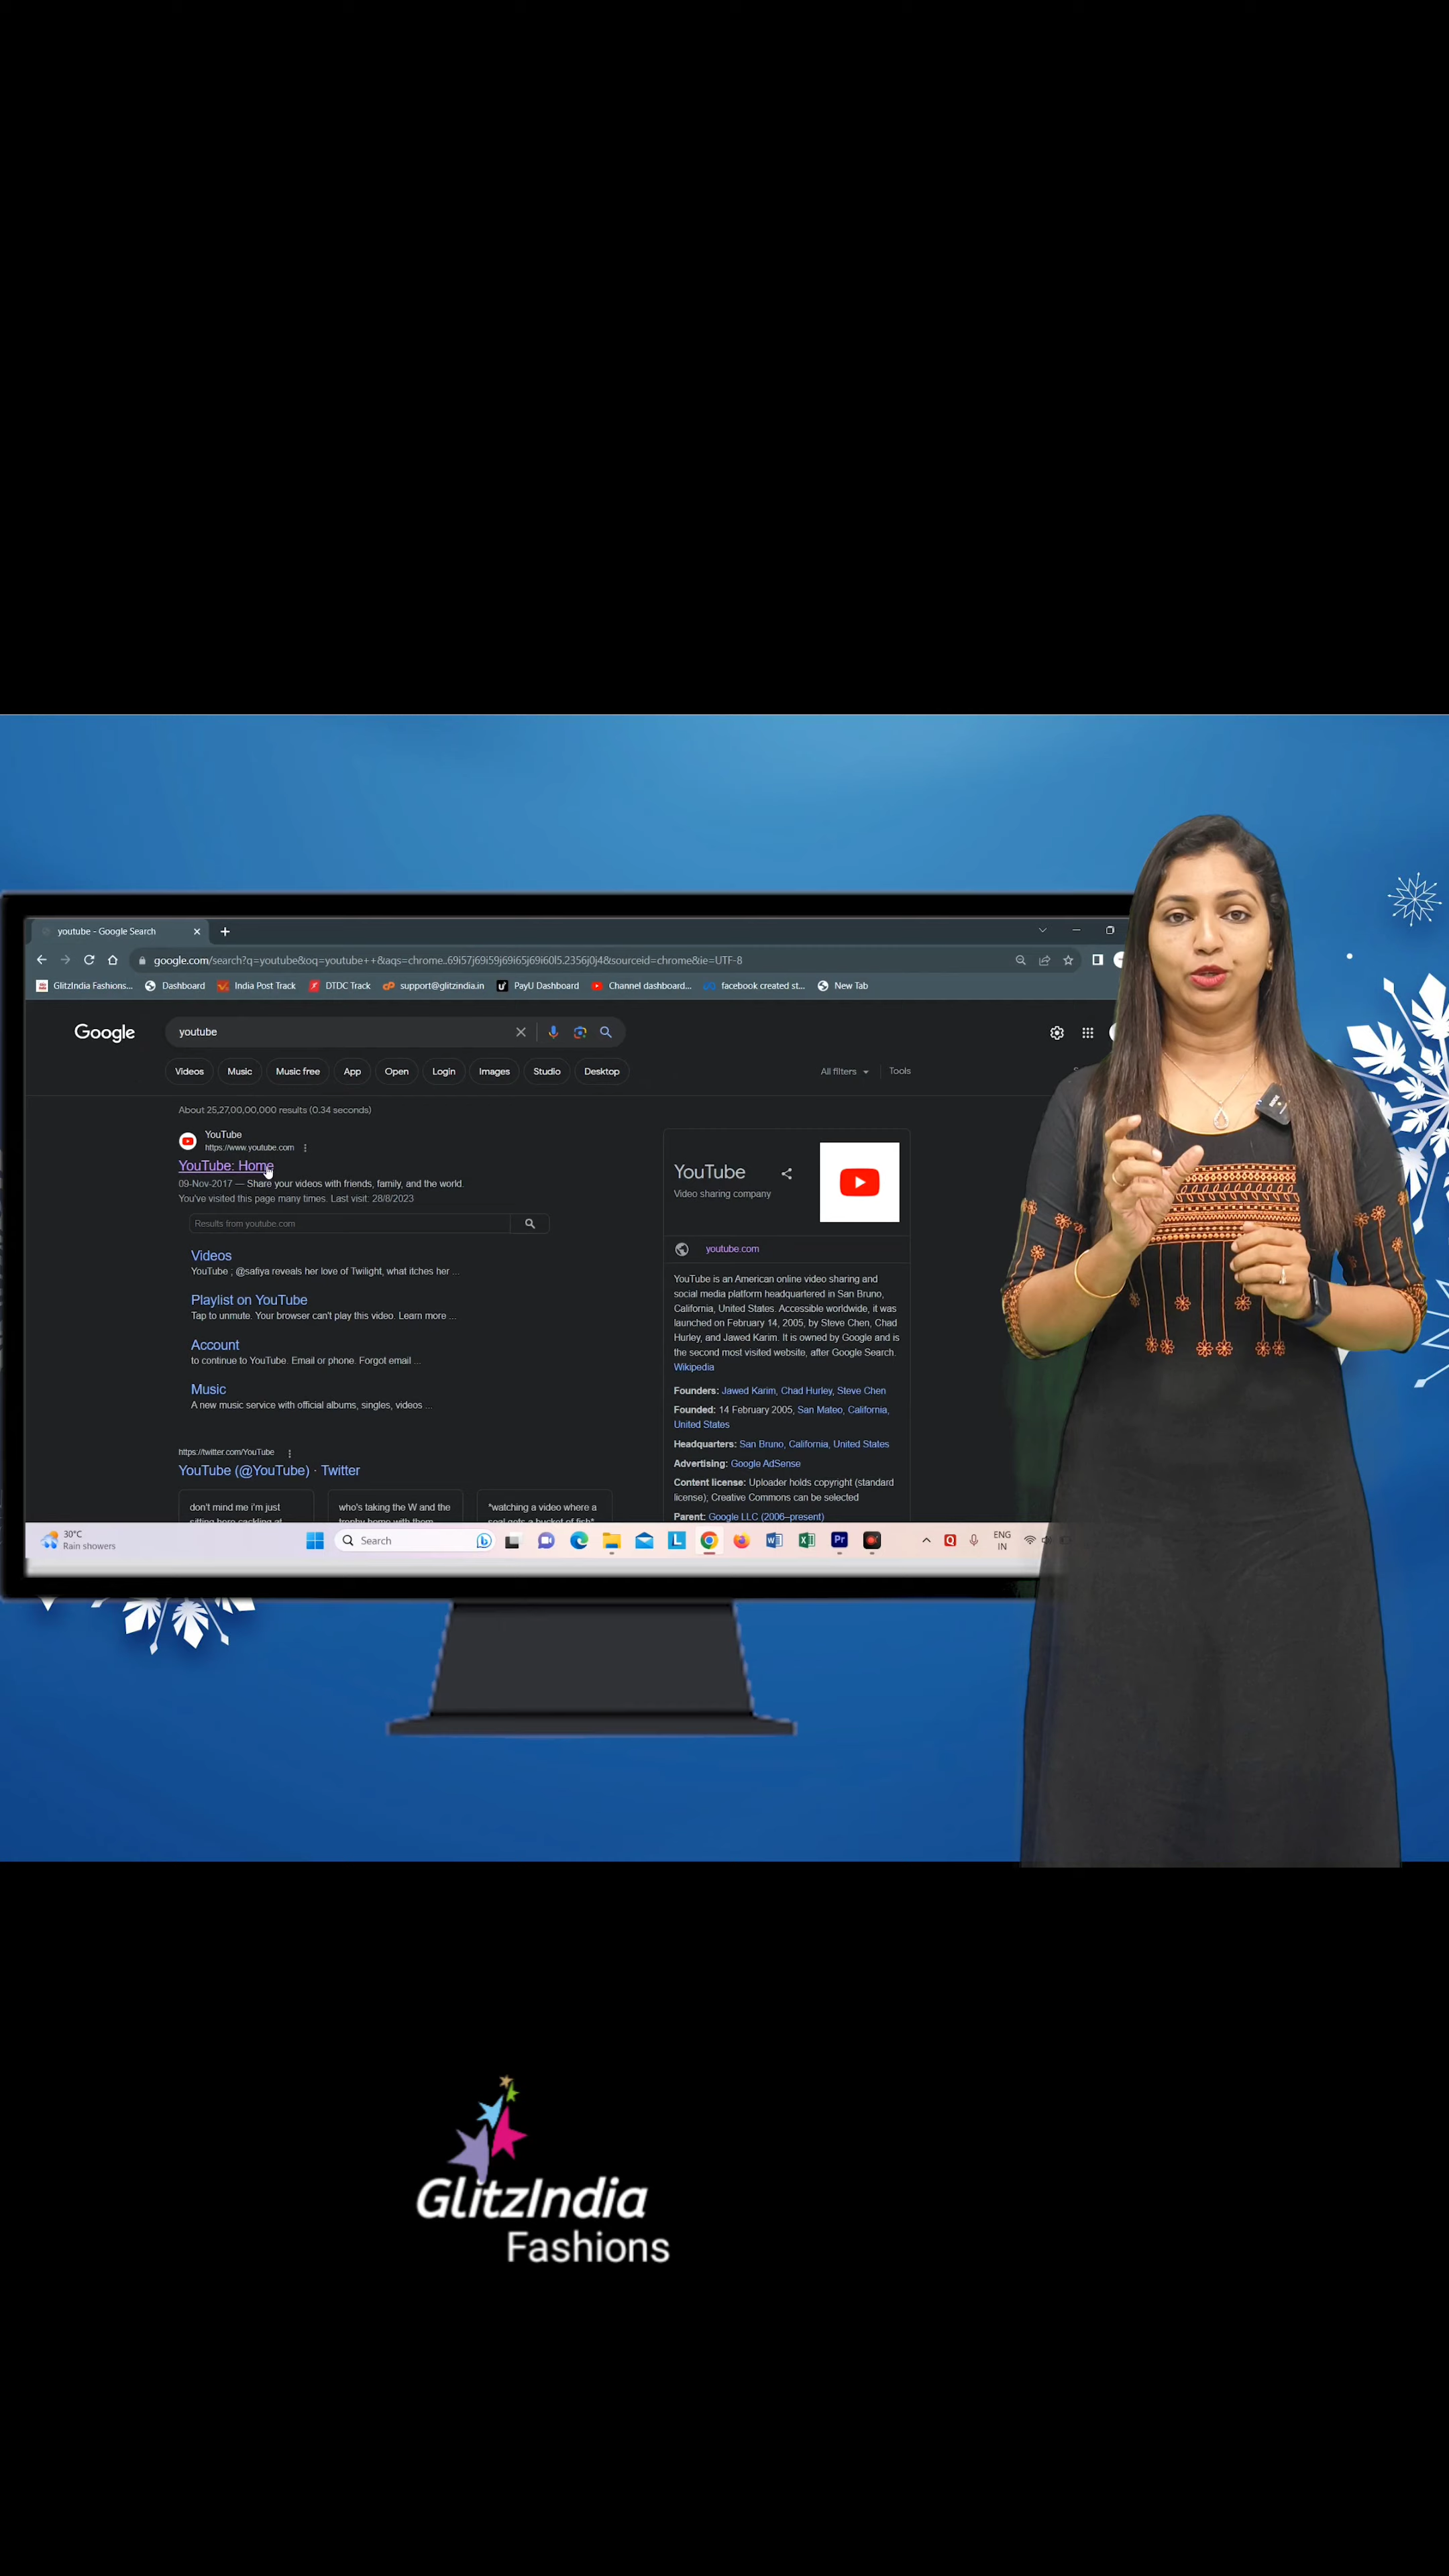 youtube - Google Search
google.com/search?q=youtube&oq=youtube++&aqs=chrome..69i57j69i59j69i65j69i60l5.2356j0j4&sourceid=chrome&ie=UTF-8
GlitzIndia Fashions... Dashboard India Post Track DTDC Track support@glitzindia.in PayU Dashboard Channel dashboard... facebook created st... New Tab
Google youtube
Videos Music Music free App Open Login Images Studio Desktop All filters Tools
About 25,27,00,00,000 results (0.34 seconds)
YouTube
https://www.youtube.com
YouTube: Home
09-Nov-2017 — Share your videos with friends, family, and the world.
You've visited this page many times. Last visit: 28/8/2023
Results from youtube.com
Videos
YouTube ; @safiya reveals her love of Twilight, what itches her ...
Playlist on YouTube
Tap to unmute. Your browser can't play this video. Learn more ...
Account
to continue to YouTube. Email or phone. Forgot email ...
Music
A new music service with official albums, singles, videos ...
https://twitter.com/YouTube
YouTube (@YouTube) · Twitter
don't mind me i'm just
sitting here cackling at
who's taking the W and the
trophy home with them
*watching a video where a
seal gets a bucket of fish*
YouTube
Video sharing company
youtube.com
YouTube is an American online video sharing and
social media platform headquartered in San Bruno,
California, United States. Accessible worldwide, it was
launched on February 14, 2005, by Steve Chen, Chad
Hurley, and Jawed Karim. It is owned by Google and is
the second most visited website, after Google Search.
Wikipedia
Founders: Jawed Karim, Chad Hurley, Steve Chen
Founded: 14 February 2005, San Mateo, California,
United States
Headquarters: San Bruno, California, United States
Advertising: Google AdSense
Content license: Uploader holds copyright (standard
license); Creative Commons can be selected
Parent: Google LLC (2006–present)
30°C
Rain showers
Search
ENG
IN
GlitzIndia
Fashions